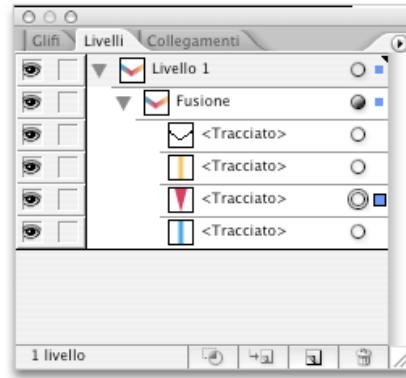 Glifi Livelli Collegamenti
Livello 1
Fusione
<Tracciato>
<Tracciato>
<Tracciato>
<Tracciato>
1 livello